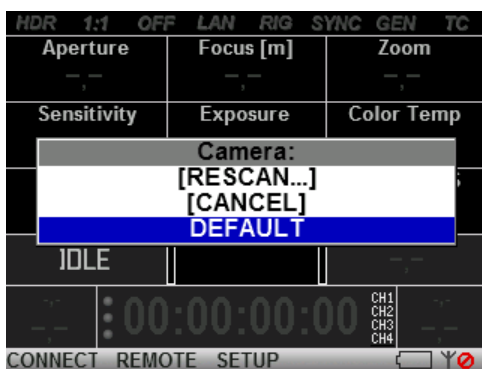 HDR 1:1 OFF LAN RIG SYNC GEN TC
Aperture Focus [m] Zoom
-,- -,- -,-
Sensitivity Exposure Color Temp
Camera:
[RESCAN...]
[CANCEL]
DEFAULT
IDLE -,-
-,- 00:00:00:00 CH1 -,-
CH2
-,- CH3 -,-
CH4
CONNECT REMOTE SETUP